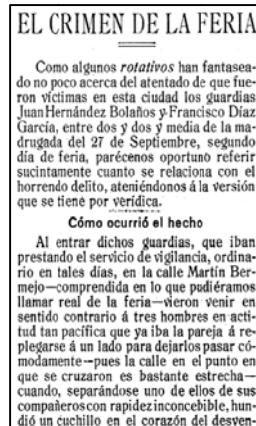 EL CRIMEN DE LA FERIA
Como algunos rotativos han fantasea-
do no poco acerca del atentado de que fue-
ron víctimas en esta ciudad los guardias
Juan Hernández Bolaños y Francisco Díaz
García, entre dos y dos y media de la ma-
drugada del 27 de Septiembre, segundo
día de feria, parécenos oportuno referir
sucintamente cuanto se relaciona con el
horrendo delito, ateniéndonos á la versión
que se tiene por verídica.
Cómo ocurrió el hecho
Al entrar dichos guardias, que iban
prestando el servicio de vigilancia, ordina-
rio en tales días, en la calle Martín Ber-
mejo—comprendida en lo que pudiéramos
llamar real de la feria—vieron venir en
sentido contrario á tres hombres en acti-
tud tan pacífica que ya iba la pareja á re-
plegarse á un lado para dejarlos pasar có-
modamente—pues la calle en el punto en
que se cruzaron es bastante estrecha—
cuando, separándose uno de ellos de sus
compañeros con rapidez inconcebible, hun-
dió un cuchillo en el corazón del desven-